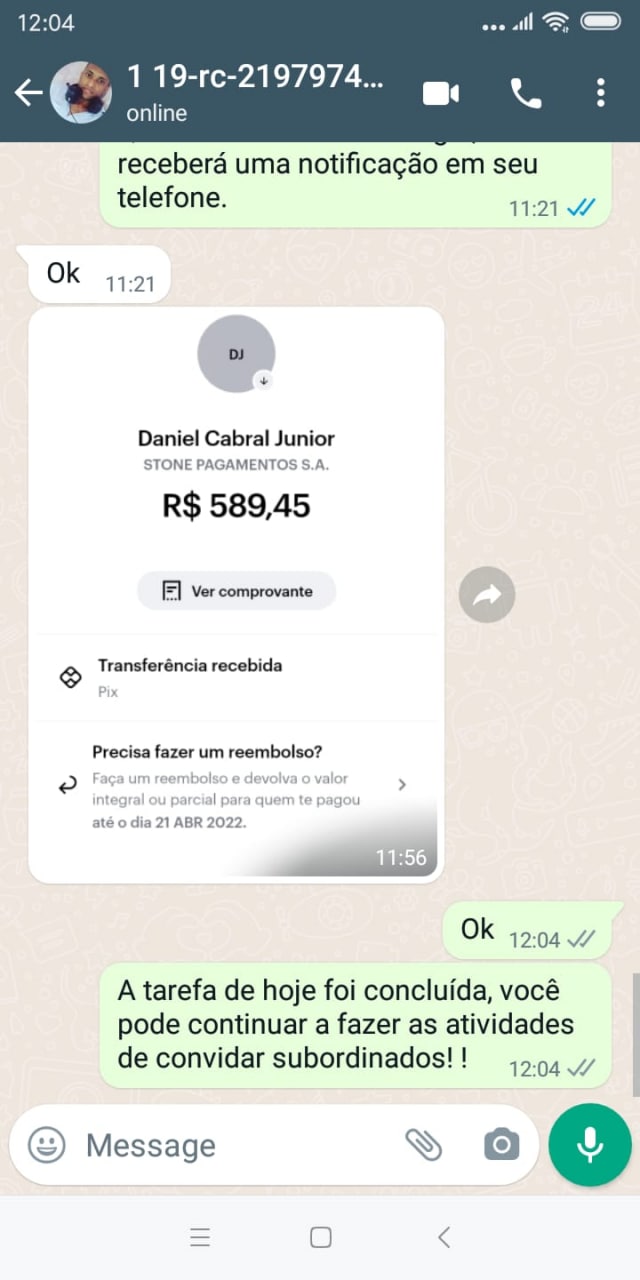 12:04
1 19-rc-2197974...
online
receberá uma notificação em seu
telefone.
11:21
Ok
11:21
DJ
Daniel Cabral Junior
STONE PAGAMENTOS S.A.
R$ 589,45
Ver comprovante
Transferência recebida
Pix
Precisa fazer um reembolso?
Faça um reembolso e devolva o valor
integral ou parcial para quem te pagou
até o dia 21 ABR 2022.
11:56
Ok
12:04
A tarefa de hoje foi concluída, você
pode continuar a fazer as atividades
de convidar subordinados! !
12:04
Message